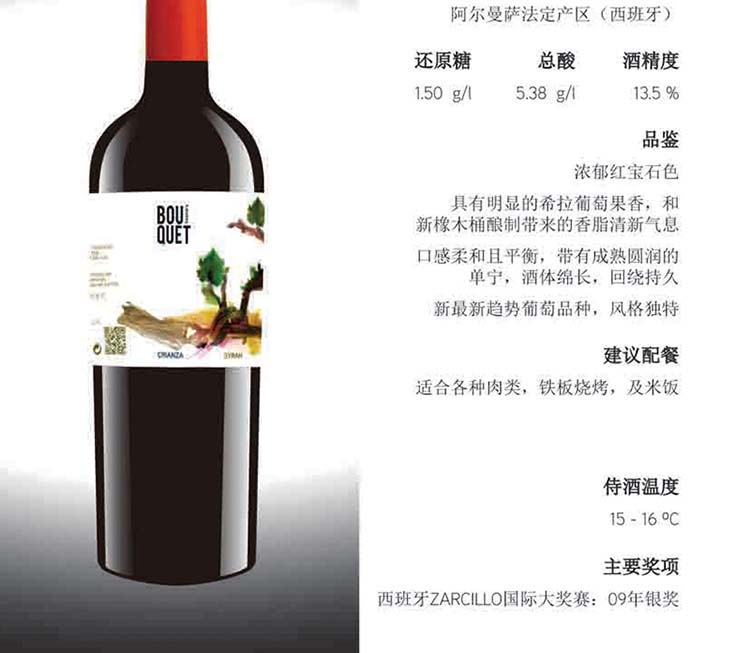 阿尔曼萨法定产区（西班牙）
还原糖 总酸 酒精度
1.50 g/l 5.38 g/l 13.5 %
品鉴
浓郁红宝石色
具有明显的希拉葡萄果香，和
新橡木桶酿制带来的香脂清新气息
口感柔和且平衡，带有成熟圆润的
单宁，酒体绵长，回绕持久
新最新趋势葡萄品种，风格独特
建议配餐
适合各种肉类，铁板烧烤，及米饭
侍酒温度
15 - 16 ºC
主要奖项
西班牙ZARCILLO国际大奖赛：09年银奖
BOU
QUET
CRIANZA SYRAH